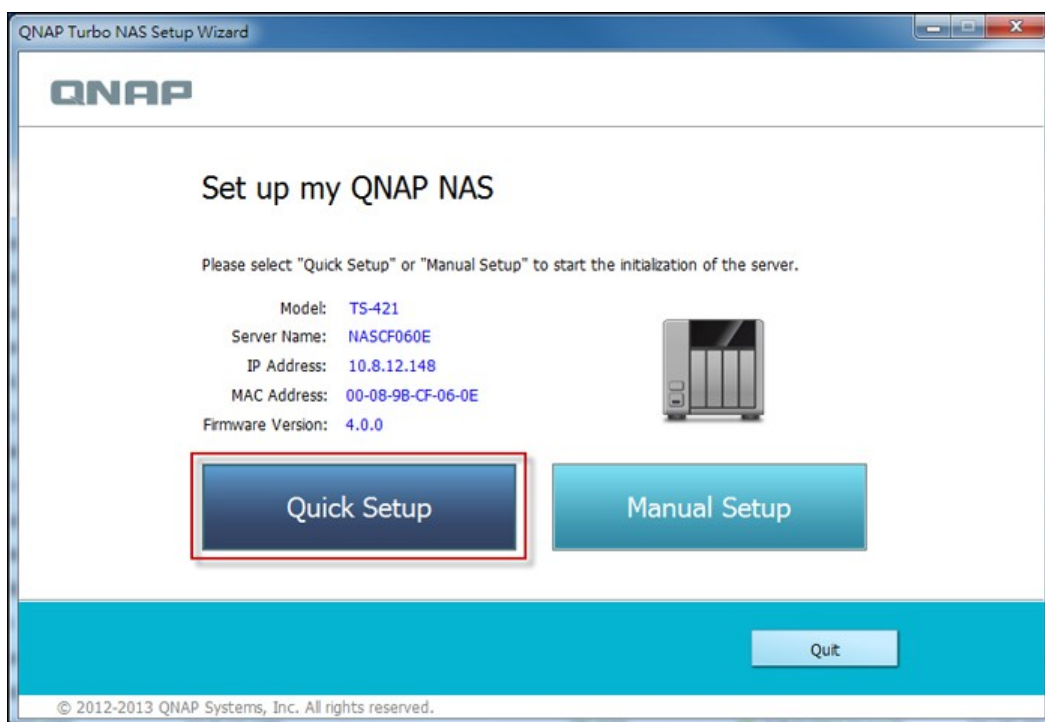 QNAP Turbo NAS Setup Wizard
QNAP
Set up my QNAP NAS
Please select "Quick Setup" or "Manual Setup" to start the initialization of the server.
Model: TS-421
Server Name: NASCF060E
IP Address: 10.8.12.148
MAC Address: 00-08-9B-CF-06-0E
Firmware Version: 4.0.0
Quick Setup
Manual Setup
Quit
© 2012-2013 QNAP Systems, Inc. All rights reserved.